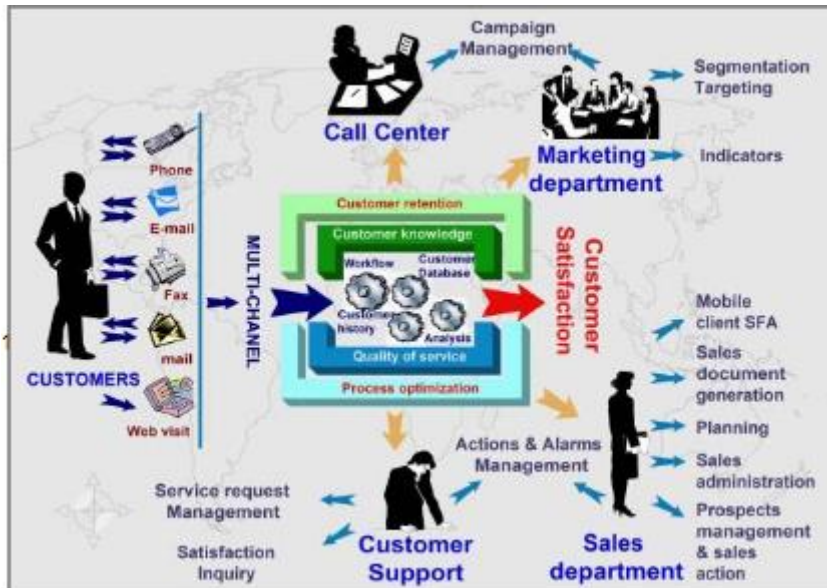 Campaign
Management
Segmentation
Targeting
Call Center
Marketing
department
Indicators
Phone
E-mail
Fax
mail
Web visit
CUSTOMERS
MULTI-CHANEL
Customer retention
Customer knowledge
Workflow
Customer
Database
Customer
history
Analysis
Quality of service
Process optimization
Customer
Satisfaction
Mobile
client SFA
Sales
document
generation
Planning
Sales
administration
Prospects
management
& sales
action
Actions & Alarms
Management
Service request
Management
Satisfaction
Inquiry
Customer
Support
Sales
department